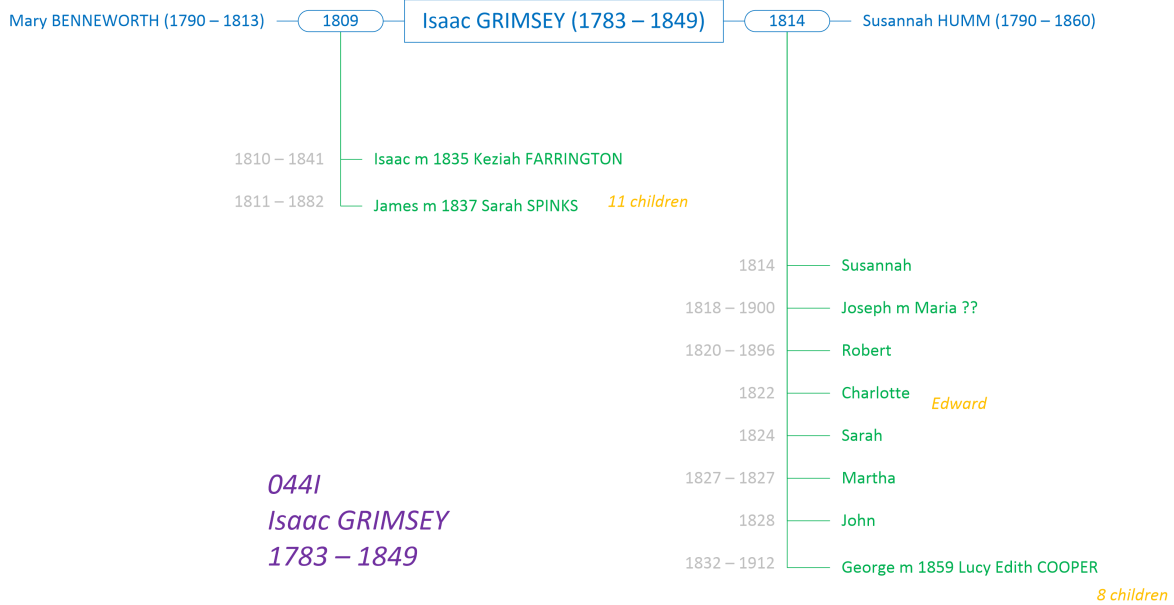 Mary BENNEWORTH (1790 – 1813) 1809 Isaac GRIMSEY (1783 – 1849) 1814 Susannah HUMM (1790 – 1860)
1810 – 1841 Isaac m 1835 Keziah FARRINGTON
1811 – 1882 James m 1837 Sarah SPINKS 11 children
1814 Susannah
1818 – 1900 Joseph m Maria ??
1820 – 1896 Robert
1822 Charlotte Edward
1824 Sarah
1827 – 1827 Martha
1828 John
1832 – 1912 George m 1859 Lucy Edith COOPER
8 children
044I
Isaac GRIMSEY
1783 – 1849